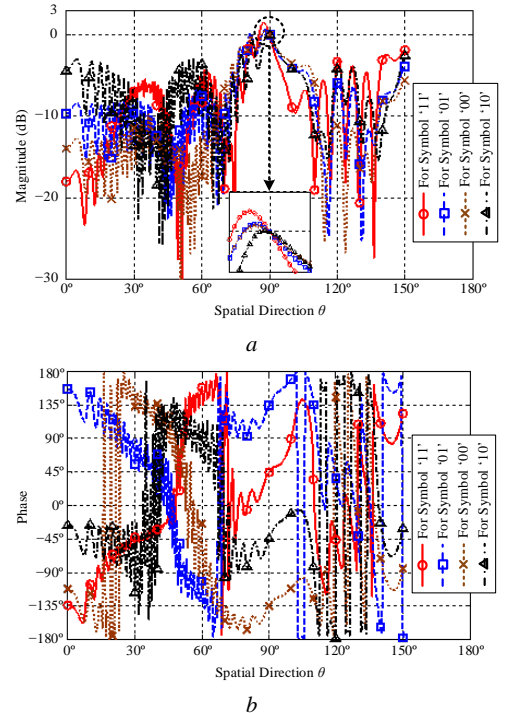 3
0
−10
−20
−30
Magnitude (dB)
0°
30°
60°
90°
120°
150°
180°
Spatial Direction θ
For Symbol '11'
For Symbol '01'
For Symbol '00'
For Symbol '10'
a
180°
135°
90°
45°
0°
−45°
−90°
−135°
−180°
Phase
0°
30°
60°
90°
120°
150°
180°
Spatial Direction θ
For Symbol '11'
For Symbol '01'
For Symbol '00'
For Symbol '10'
b